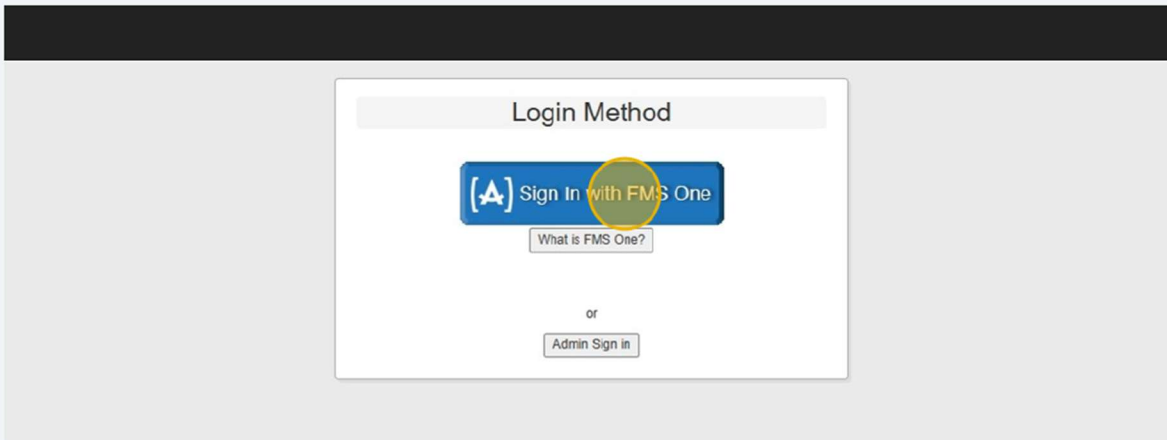 Login Method
[A] Sign In with FMS One
What is FMS One?
or
Admin Sign in